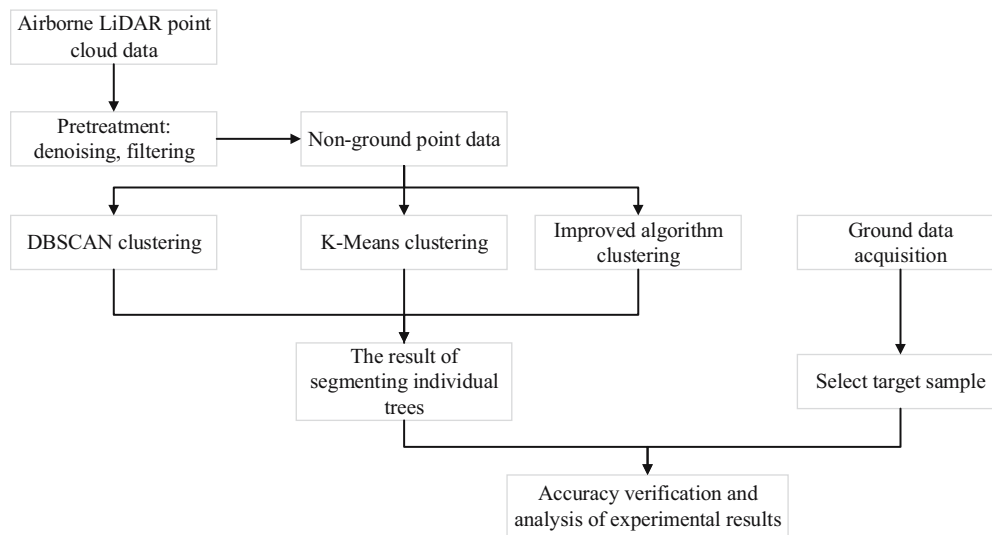 Airborne LiDAR point
cloud data
Pretreatment:
denoising, filtering
Non-ground point data
DBSCAN clustering
K-Means clustering
Improved algorithm
clustering
Ground data
acquisition
The result of
segmenting individual
trees
Select target sample
Accuracy verification and
analysis of experimental results